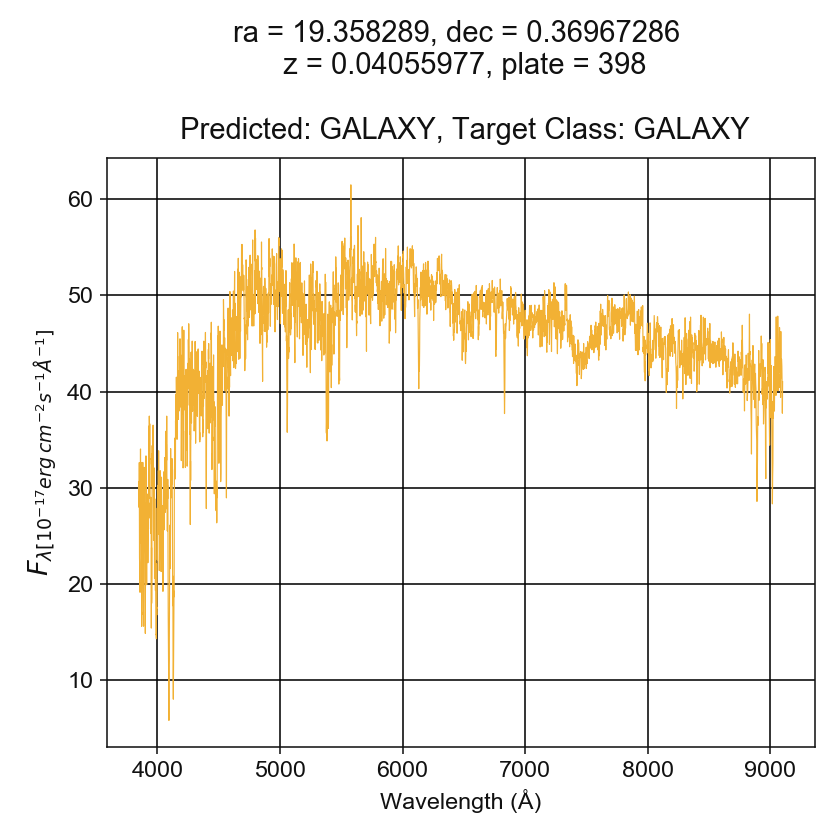 ra = 19.358289, dec = 0.36967286
z = 0.04055977, plate = 398
Predicted: GALAXY, Target Class: GALAXY
60
50
40
30
20
10
F_{λ[10^{-17} erg cm^{-2} s^{-1} Å^{-1}]}
4000 5000 6000 7000 8000 9000
Wavelength (Å)